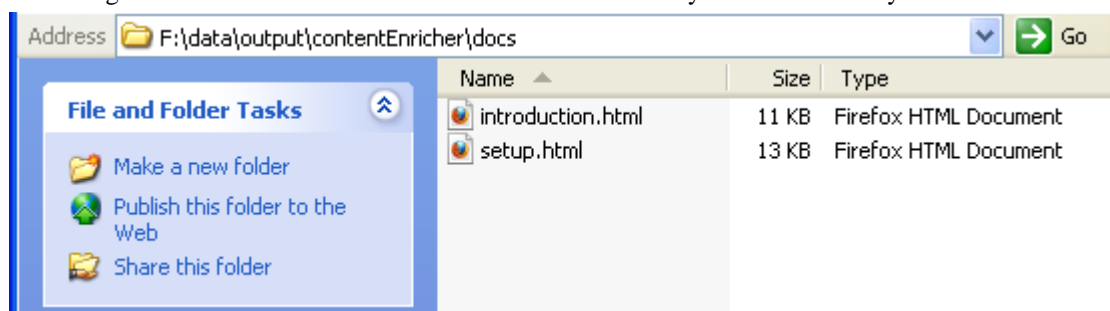 Address F:\data\output\contentEnricher\docs Go
Name Size Type
File and Folder Tasks
introduction.html 11 KB Firefox HTML Document
setup.html 13 KB Firefox HTML Document
Make a new folder
Publish this folder to the
Web
Share this folder